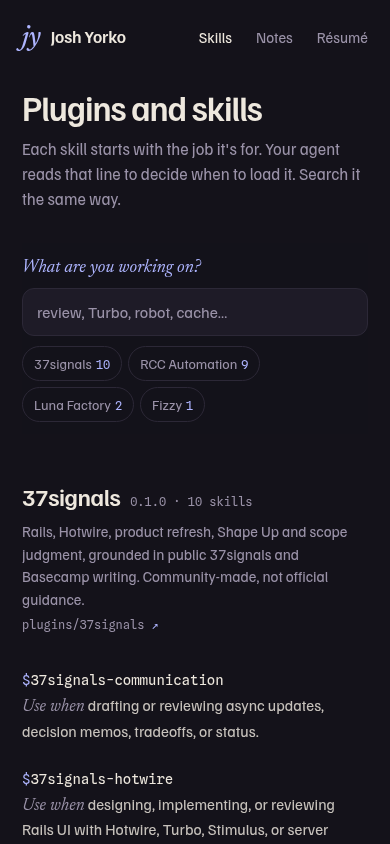 jy Josh Yorko Skills Notes Résumé
Plugins and skills
Each skill starts with the job it's for. Your agent
reads that line to decide when to load it. Search it
the same way.
What are you working on?
review, Turbo, robot, cache...
37signals 10 RCC Automation 9
Luna Factory 2 Fizzy 1
37signals 0.1.0 · 10 skills
Rails, Hotwire, product refresh, Shape Up and scope
judgment, grounded in public 37signals and
Basecamp writing. Community-made, not official
guidance.
plugins/37signals ↗
$37signals-communication
Use when drafting or reviewing async updates,
decision memos, tradeoffs, or status.
$37signals-hotwire
Use when designing, implementing, or reviewing
Rails UI with Hotwire, Turbo, Stimulus, or server